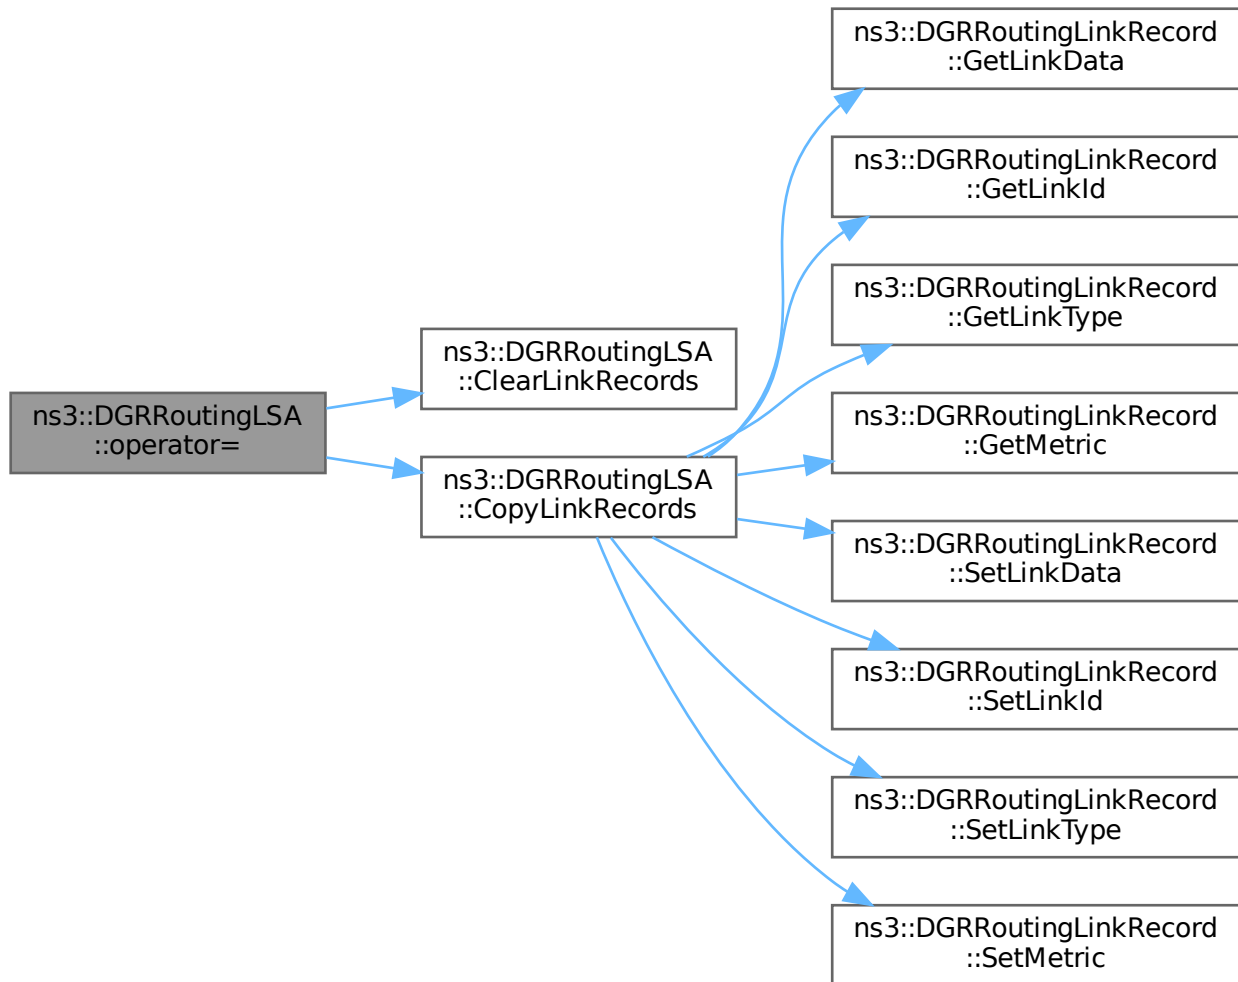 ns3::DGRRoutingLSA
::operator=
ns3::DGRRoutingLSA
::ClearLinkRecords
ns3::DGRRoutingLSA
::CopyLinkRecords
ns3::DGRRoutingLinkRecord
::GetLinkData
ns3::DGRRoutingLinkRecord
::GetLinkId
ns3::DGRRoutingLinkRecord
::GetLinkType
ns3::DGRRoutingLinkRecord
::GetMetric
ns3::DGRRoutingLinkRecord
::SetLinkData
ns3::DGRRoutingLinkRecord
::SetLinkId
ns3::DGRRoutingLinkRecord
::SetLinkType
ns3::DGRRoutingLinkRecord
::SetMetric